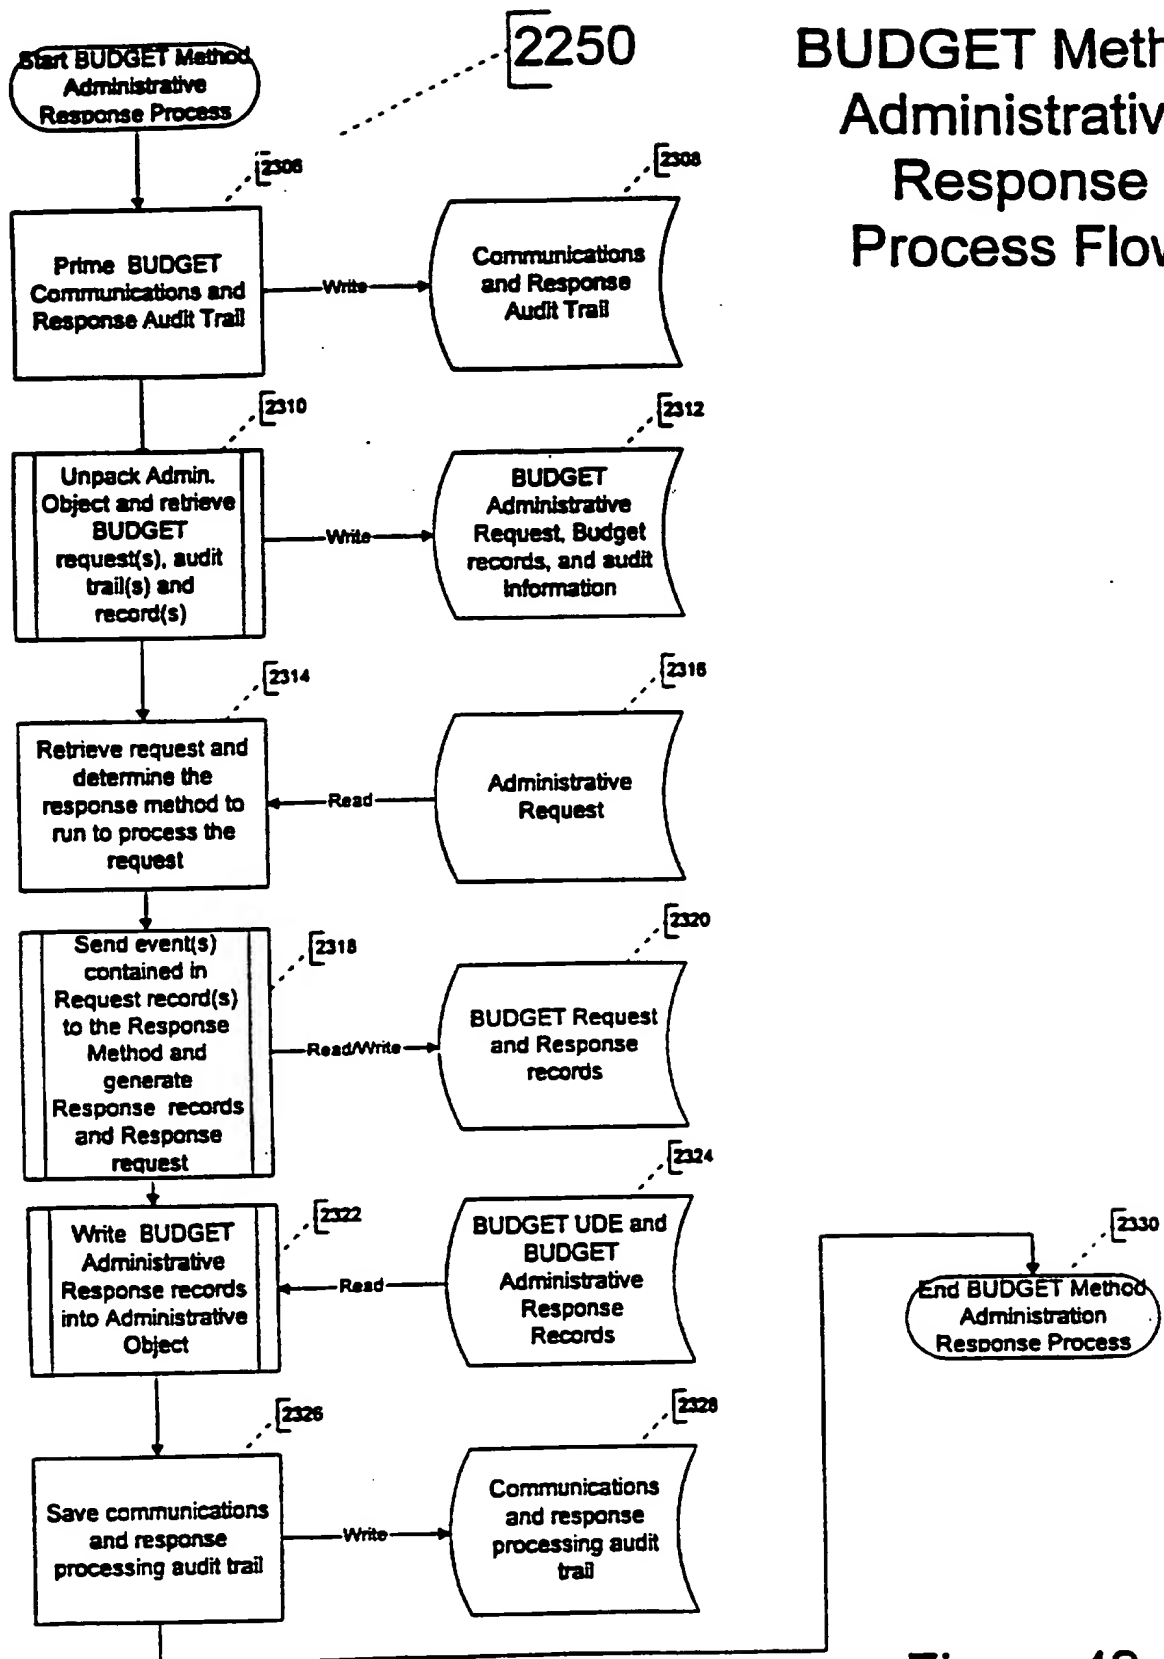 2250
BUDGET Meth
Administrativ
Response
Process Flow
Start BUDGET Method
Administrative
Response Process
2306
Prime BUDGET
Communications and
Response Audit Trail
Write
2308
Communications
and Response
Audit Trail
2310
Unpack Admin.
Object and retrieve
BUDGET
request(s), audit
trail(s) and
record(s)
Write
2312
BUDGET
Administrative
Request, Budget
records, and audit
information
2314
Retrieve request and
determine the
response method to
run to process the
request
Read
2316
Administrative
Request
2318
Send event(s)
contained in
Request record(s)
to the Response
Method and
generate
Response records
and Response
request
Read/Write
2320
BUDGET Request
and Response
records
2322
Write BUDGET
Administrative
Response records
into Administrative
Object
Read
2324
BUDGET UDE and
BUDGET
Administrative
Response
Records
2326
Save communications
and response
processing audit trail
Write
2328
Communications
and response
processing audit
trail
2330
End BUDGET Method
Administration
Response Process